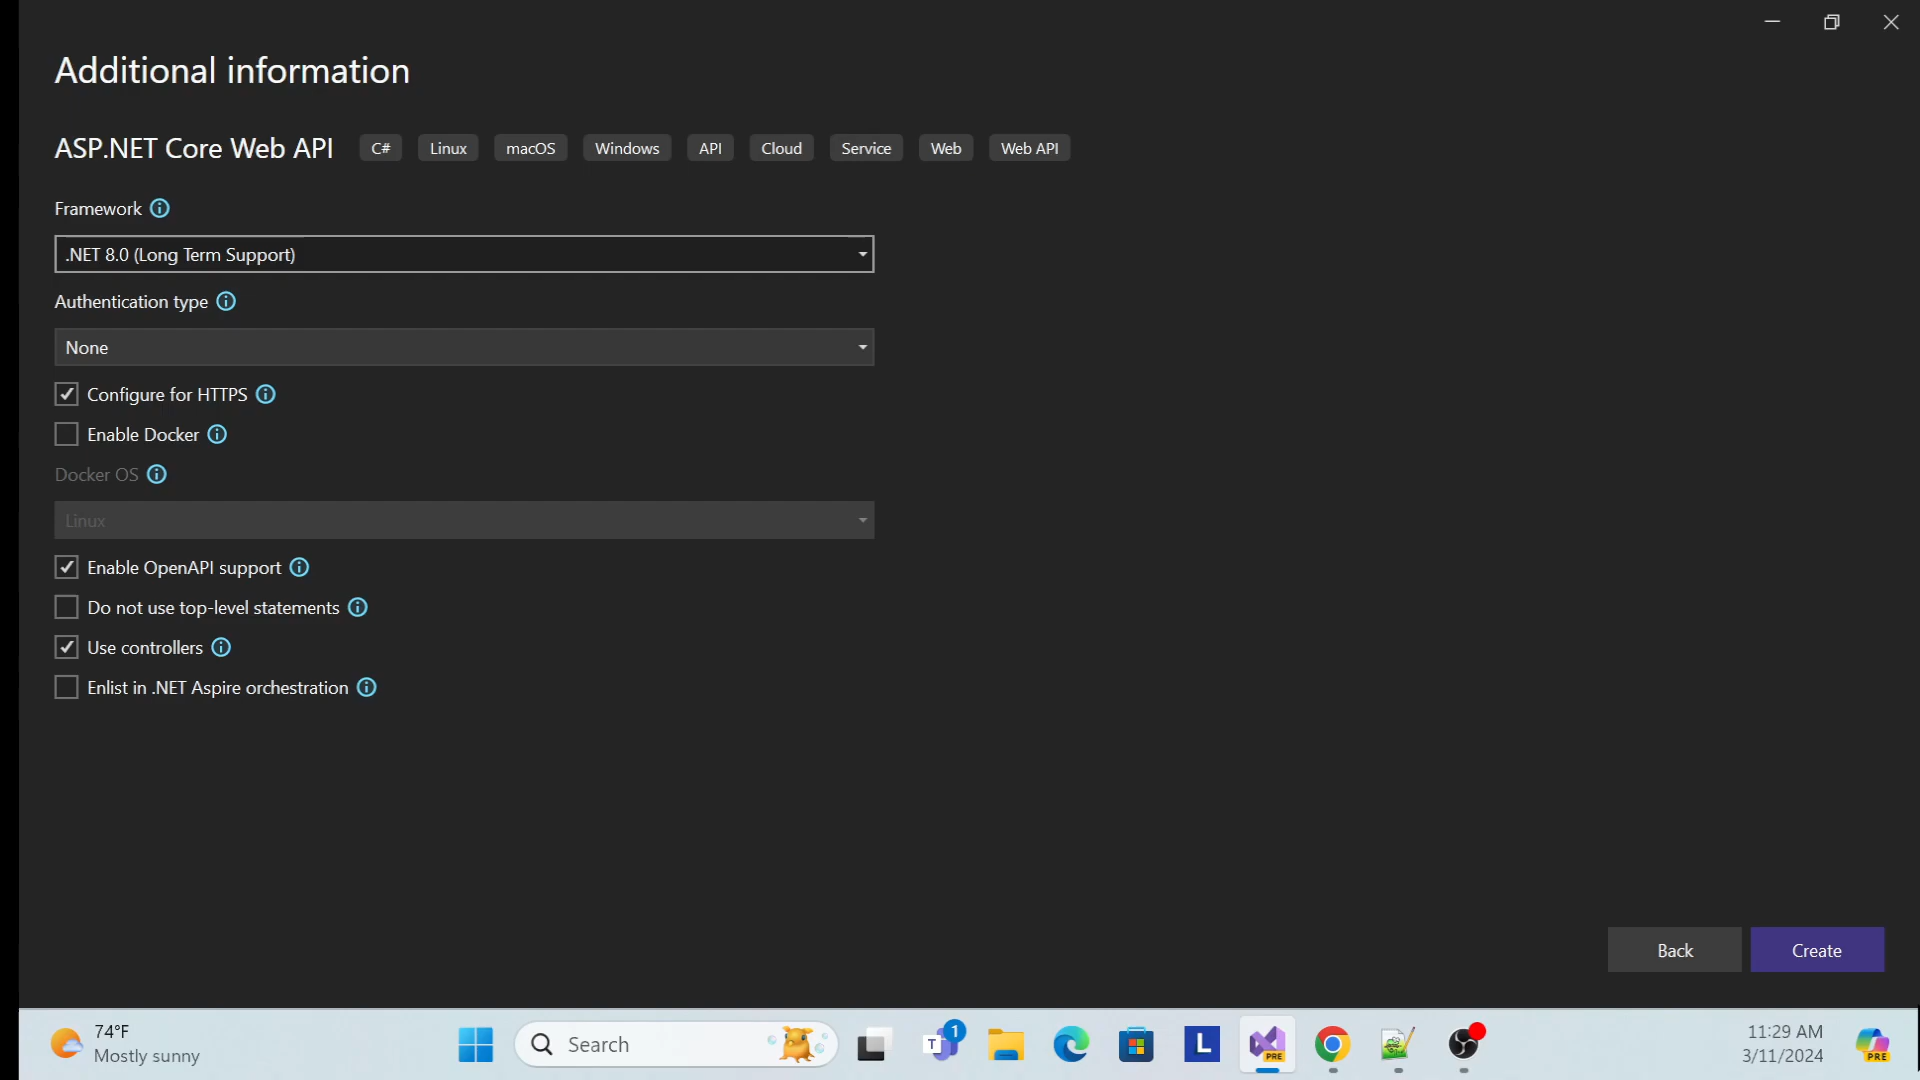 Additional information
ASP.NET Core Web API C# Linux macOS Windows API Cloud Service Web Web API
Framework
.NET 8.0 (Long Term Support)
Authentication type
None
Configure for HTTPS
Enable Docker
Docker OS
Linux
Enable OpenAPI support
Do not use top-level statements
Use controllers
Enlist in .NET Aspire orchestration
Back Create
74°F
Mostly sunny
Search
T 1
L
PRE
11:29 AM
3/11/2024
PRE